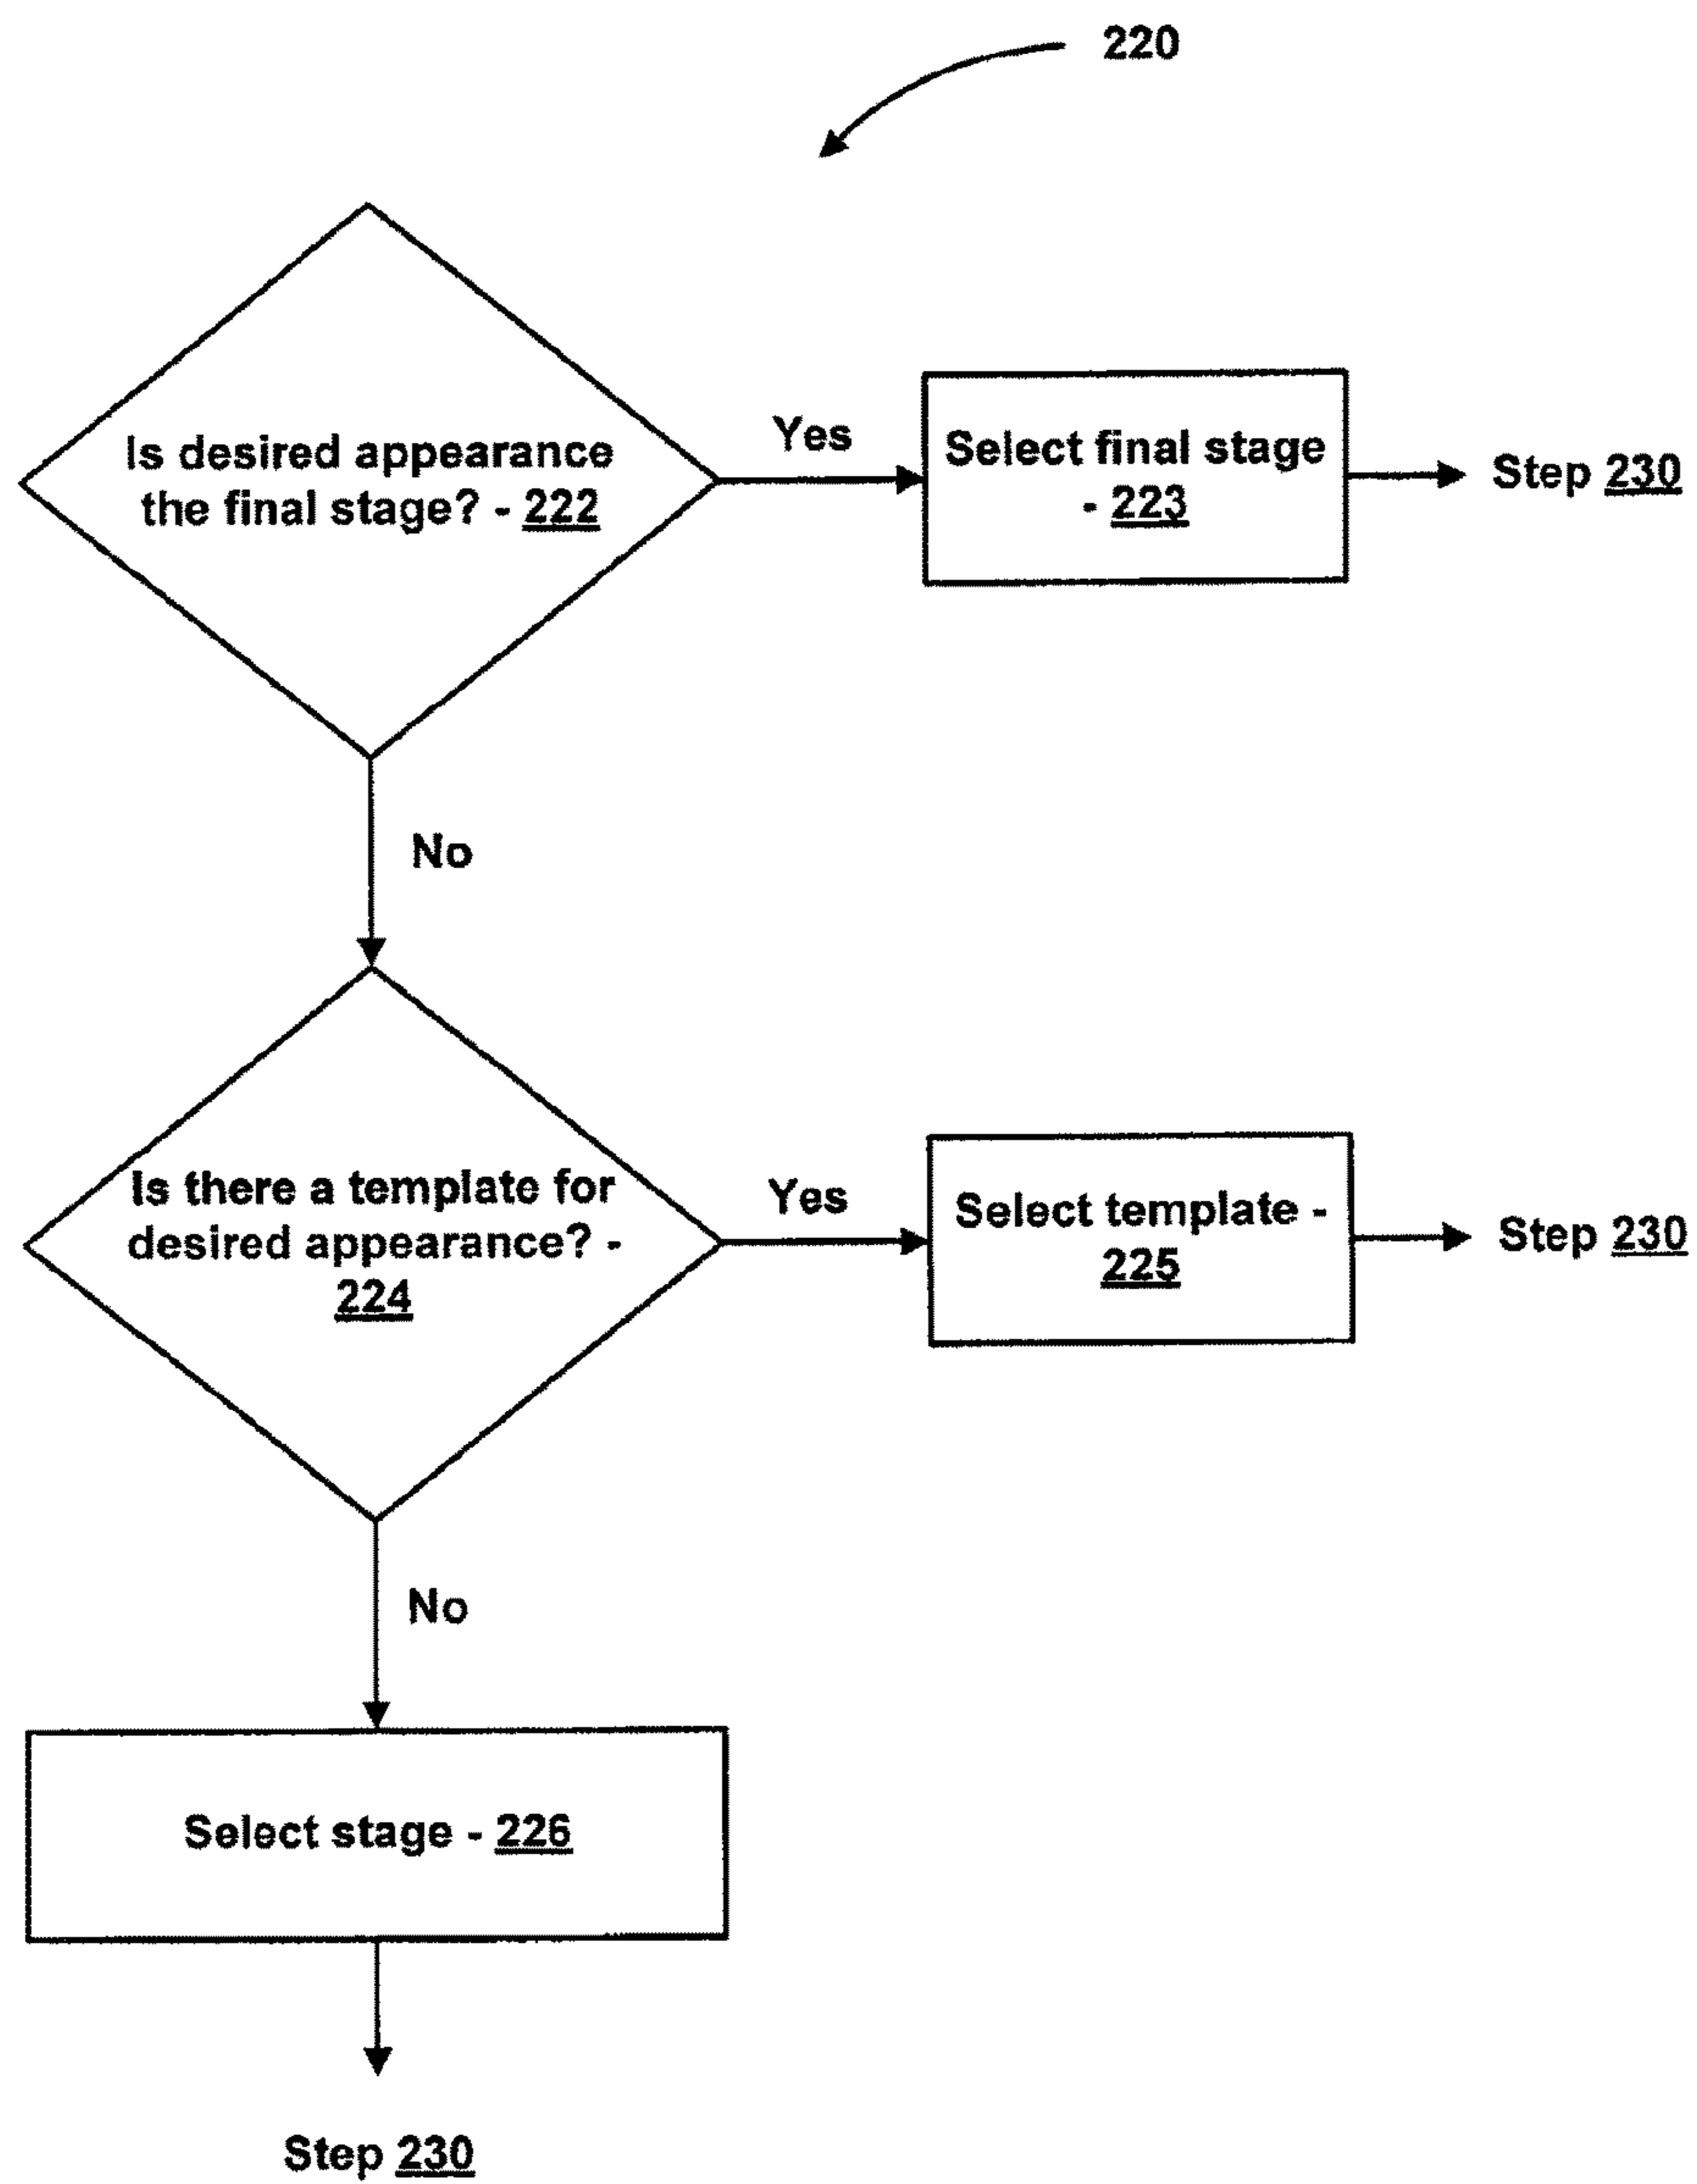 220
Is desired appearance
the final stage? - 222
Yes
Select final stage
- 223
Step 230
No
Is there a template for
desired appearance? -
224
Yes
Select template -
225
Step 230
No
Select stage - 226
Step 230